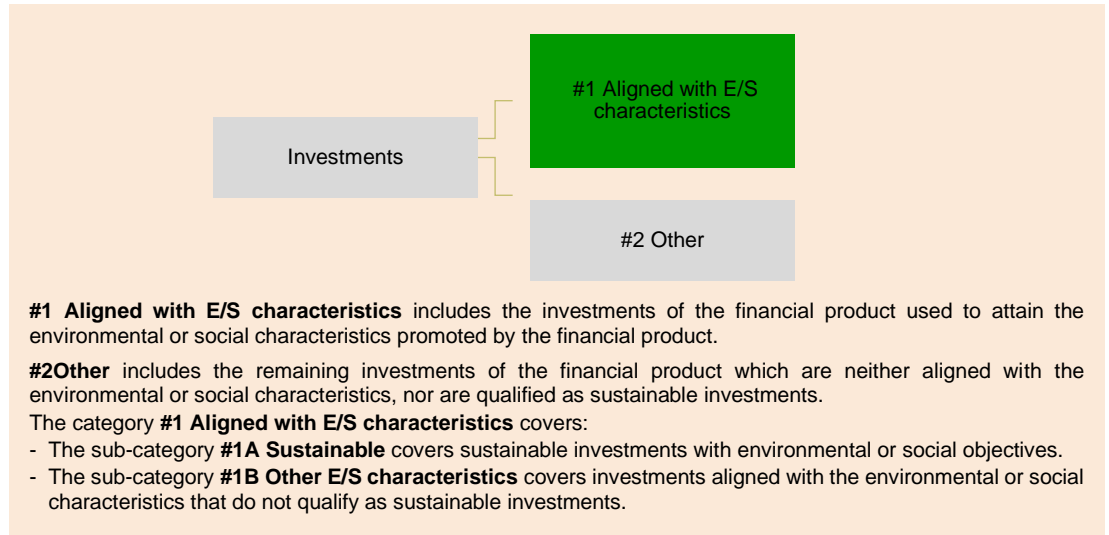 #1 Aligned with E/S
characteristics
Investments
#2 Other
#1 Aligned with E/S characteristics includes the investments of the financial product used to attain the
environmental or social characteristics promoted by the financial product.
#2Other includes the remaining investments of the financial product which are neither aligned with the
environmental or social characteristics, nor are qualified as sustainable investments.
The category #1 Aligned with E/S characteristics covers:
- The sub-category #1A Sustainable covers sustainable investments with environmental or social objectives.
- The sub-category #1B Other E/S characteristics covers investments aligned with the environmental or social
characteristics that do not qualify as sustainable investments.